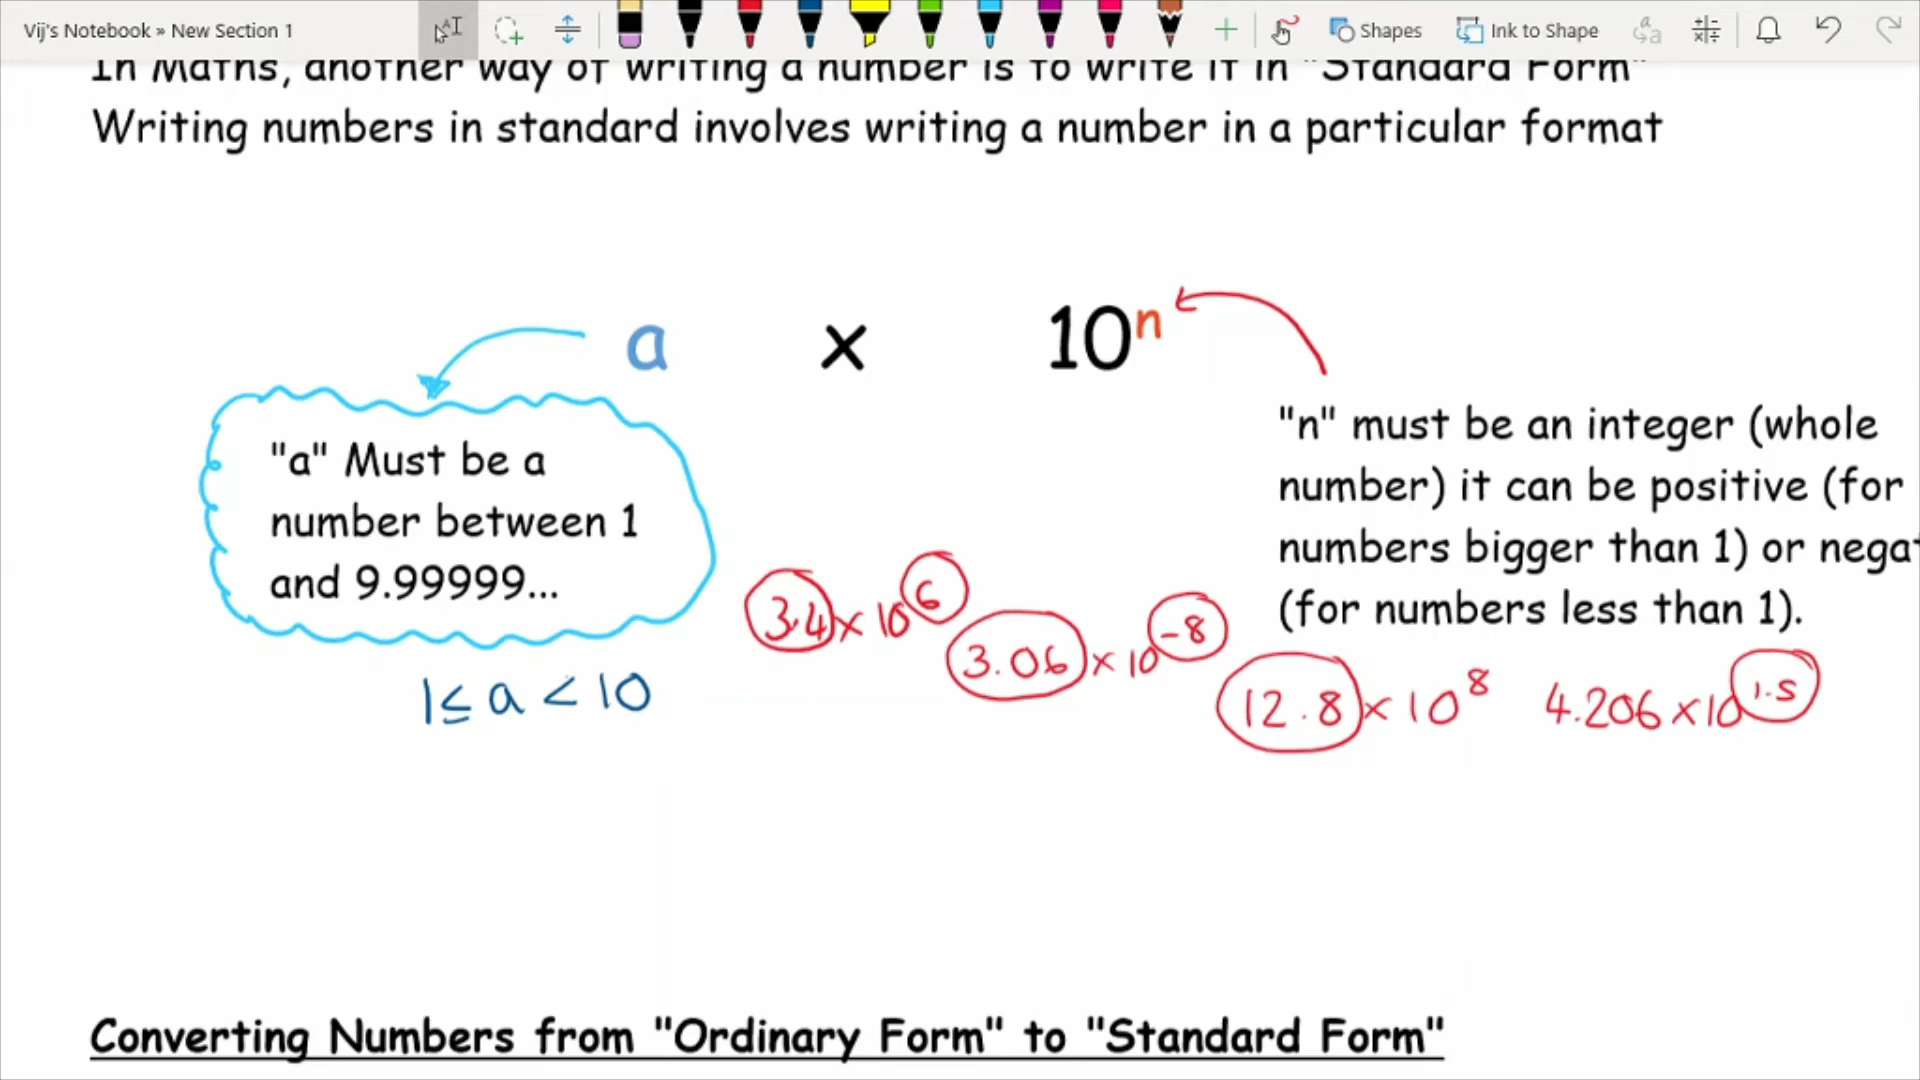 Vij's Notebook » New Section 1
Shapes
Ink to Shape
In Maths, another way of writing a number is to write it in "Standard Form"
Writing numbers in standard involves writing a number in a particular format
a x 10ⁿ
"a" Must be a
number between 1
and 9.99999...
1 ≤ a < 10
"n" must be an integer (whole
number) it can be positive (for
numbers bigger than 1) or negat
(for numbers less than 1).
3.4 × 10⁶
3.06 × 10⁻⁸
12.8 × 10⁸
4.206 × 10¹·⁵
Converting Numbers from "Ordinary Form" to "Standard Form"